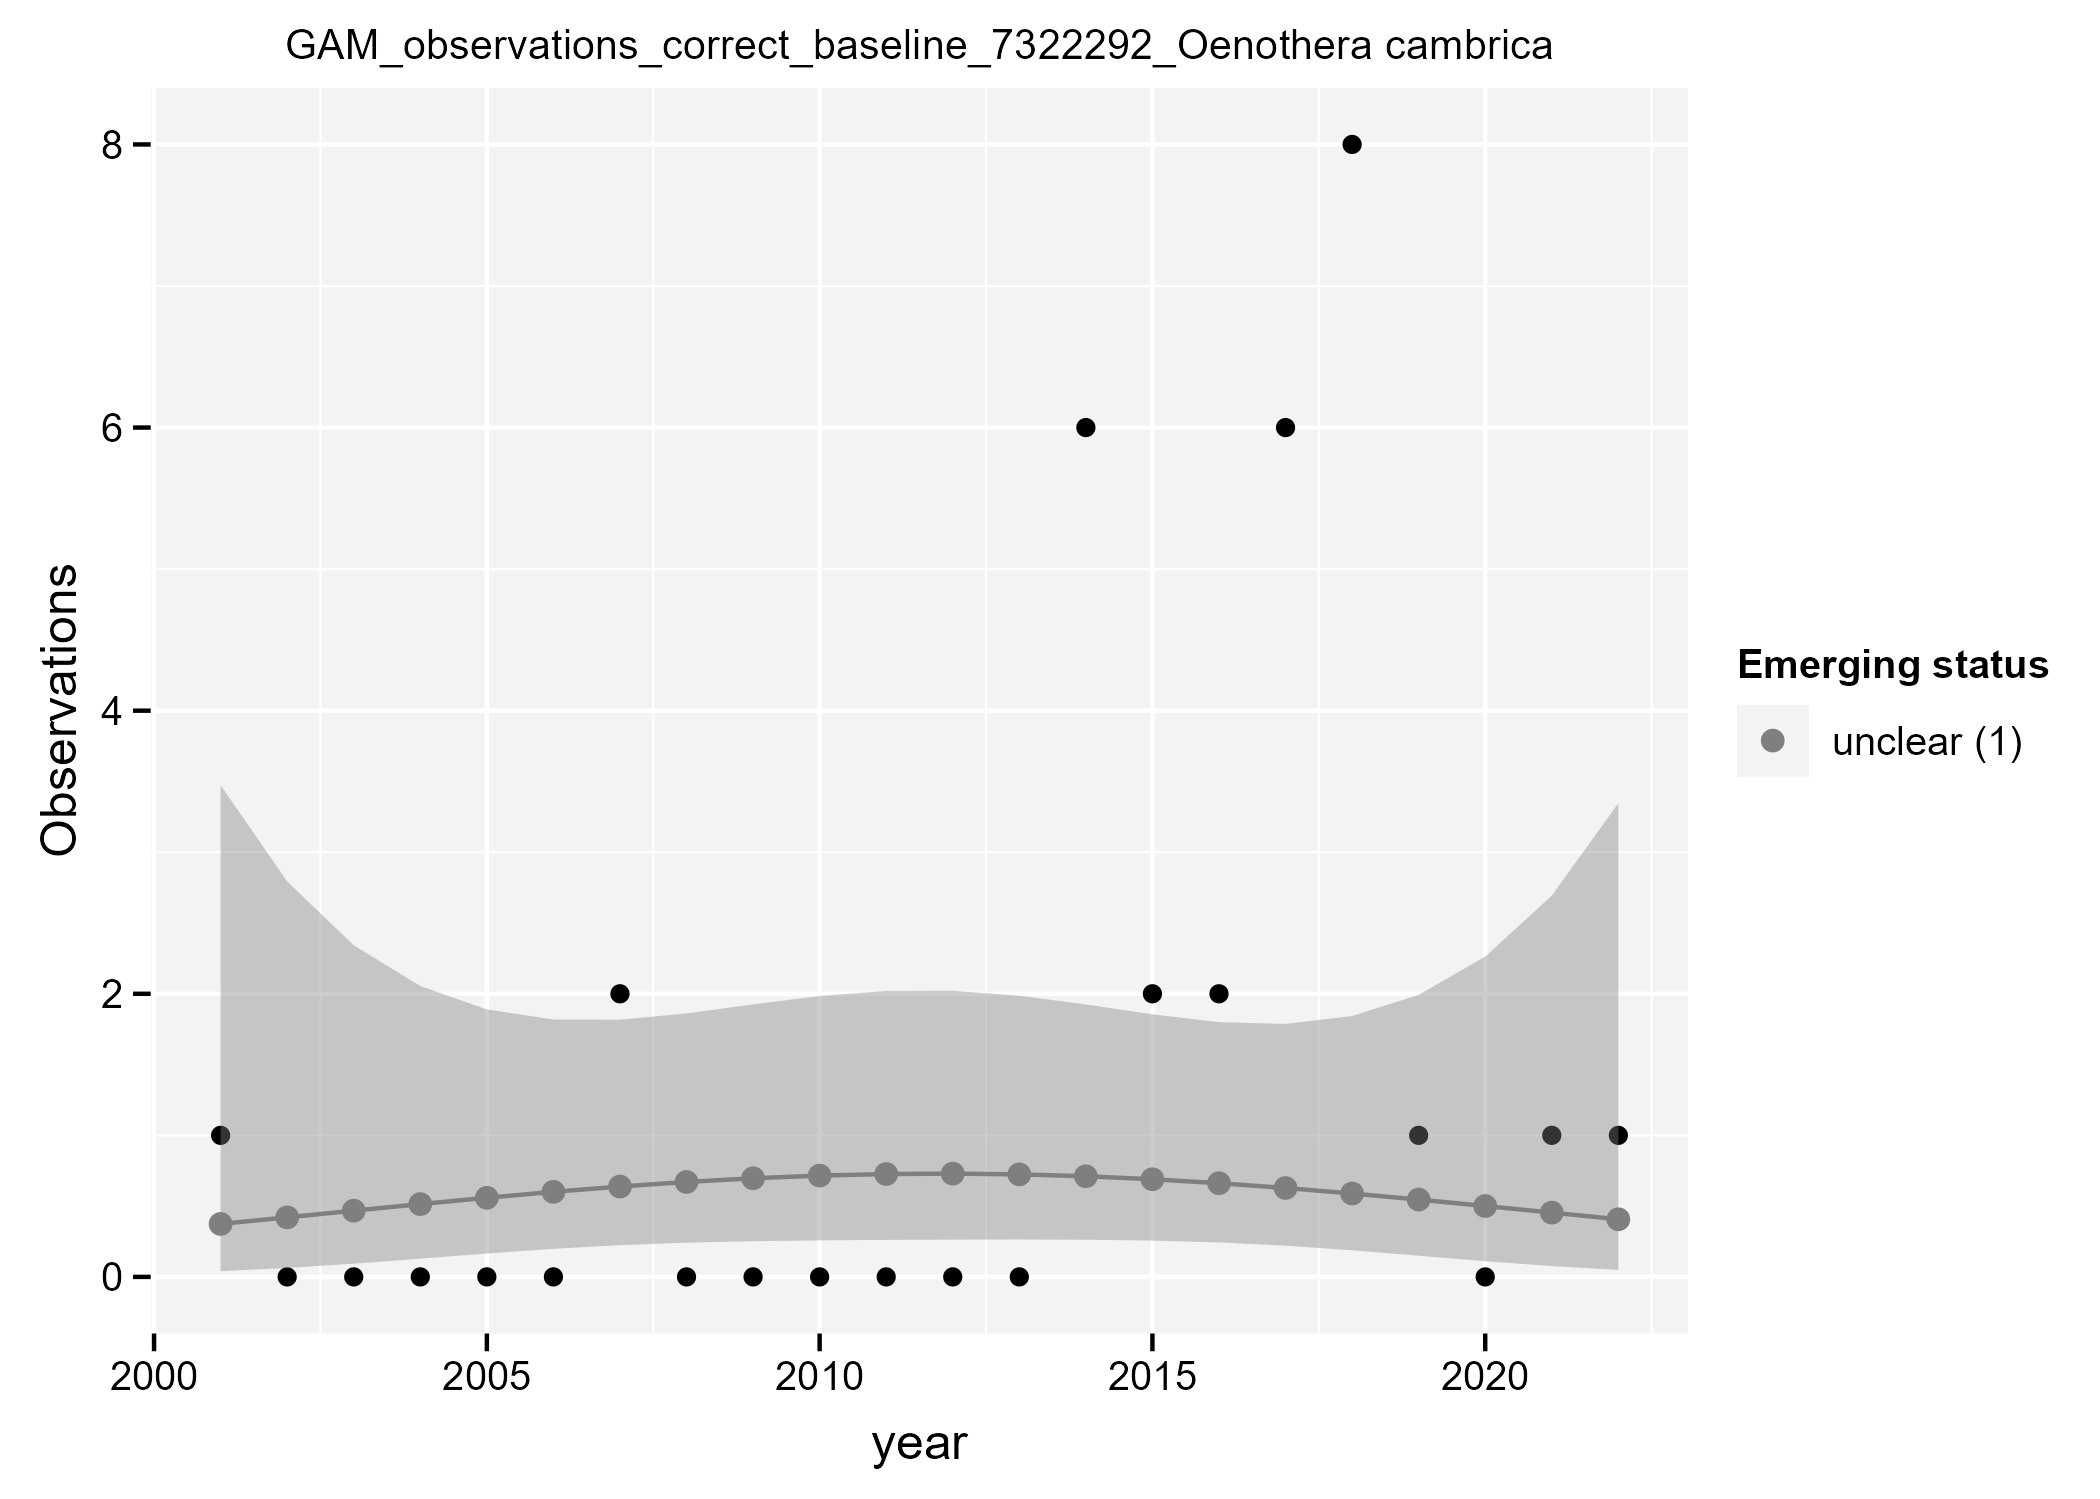 GAM_observations_correct_baseline_7322292_Oenothera cambrica
8
6
4
2
0
Observations
2000 2005 2010 2015 2020
year
Emerging status
unclear (1)